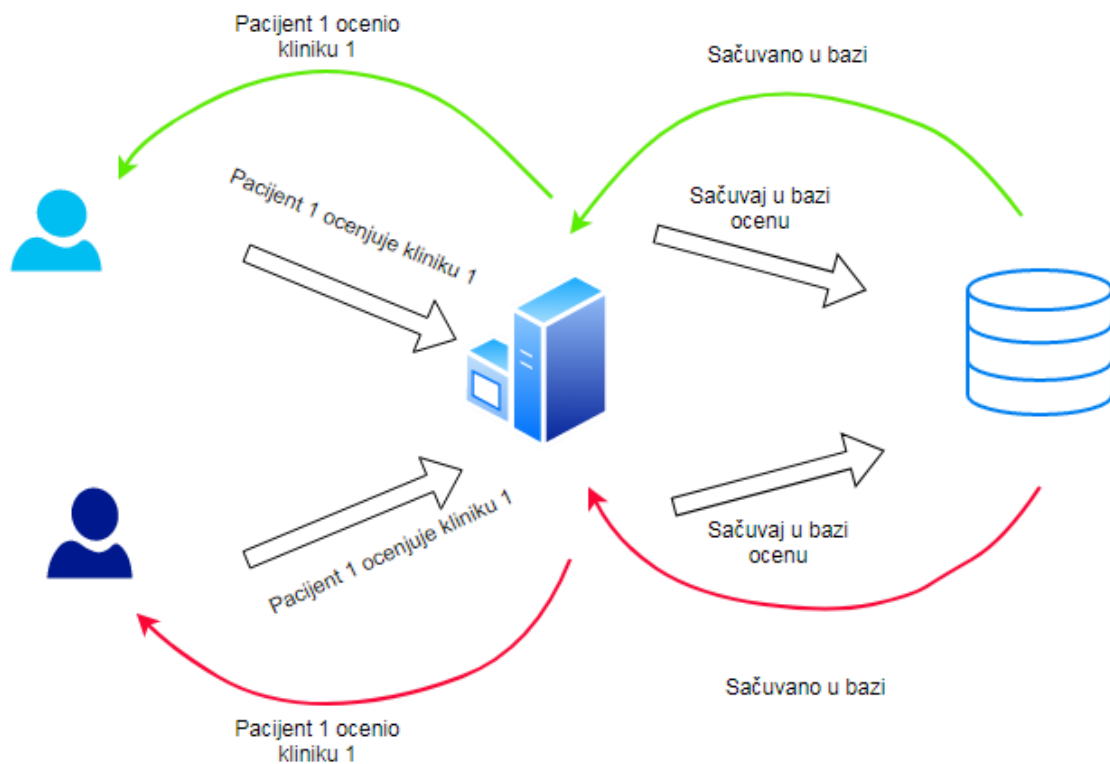 Pacijent 1 ocenio
kliniku 1
Sačuvano u bazi
Pacijent 1 ocenjuje kliniku 1
Sačuvaj u bazi
ocenu
Pacijent 1 ocenjuje kliniku 1
Sačuvaj u bazi
ocenu
Sačuvano u bazi
Pacijent 1 ocenio
kliniku 1